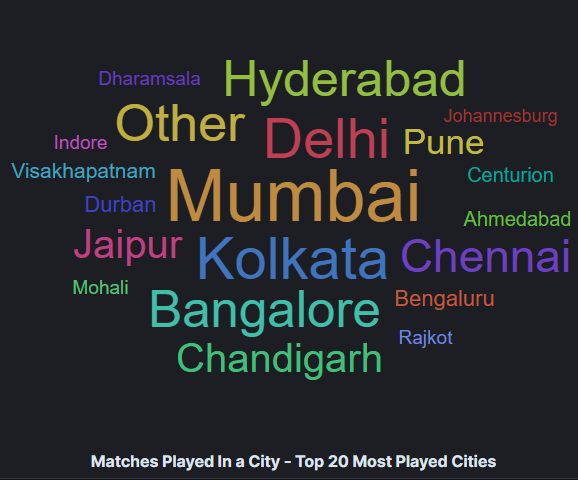 Dharamsala
Hyderabad
Other
Johannesburg
Indore
Delhi
Pune
Visakhapatnam
Centurion
Mumbai
Durban
Ahmedabad
Jaipur
Kolkata
Chennai
Mohali
Bangalore
Bengaluru
Rajkot
Chandigarh
Matches Played In a City - Top 20 Most Played Cities